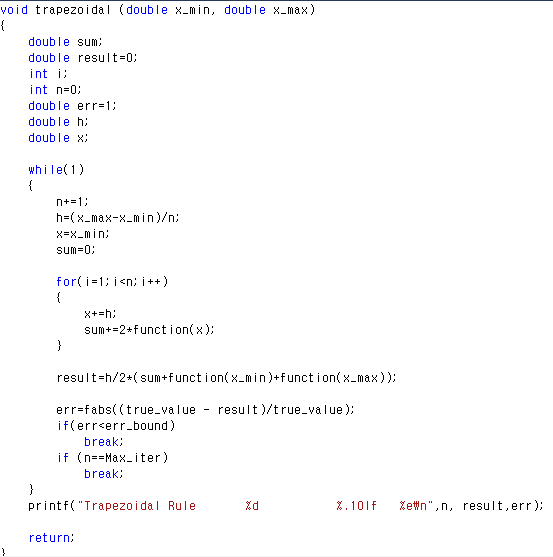 void trapezoidal (double x_min, double x_max)
{
    double sum;
    double result=0;
    int i;
    int n=0;
    double err=1;
    double h;
    double x;

    while(1)
    {
        n+=1;
        h=(x_max-x_min)/n;
        x=x_min;
        sum=0;

        for(i=1;i<n;i++)
        {
            x+=h;
            sum+=2*function(x);
        }

        result=h/2*(sum+function(x_min)+function(x_max));

        err=fabs((true_value - result)/true_value);
        if(err<err_bound)
            break;
        if (n==Max_iter)
            break;
    }
    printf("Trapezoidal Rule       %d           %.10lf   %e₩n",n, result,err);

    return;
}